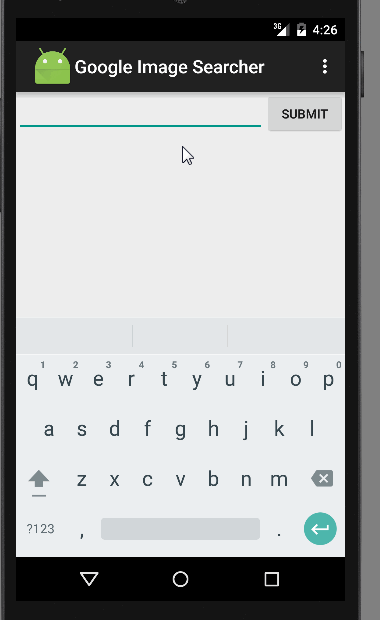 3G 4:26
Google Image Searcher
SUBMIT
1 2 3 4 5 6 7 8 9 0
q w e r t y u i o p
a s d f g h j k l
z x c v b n m
?123 , .